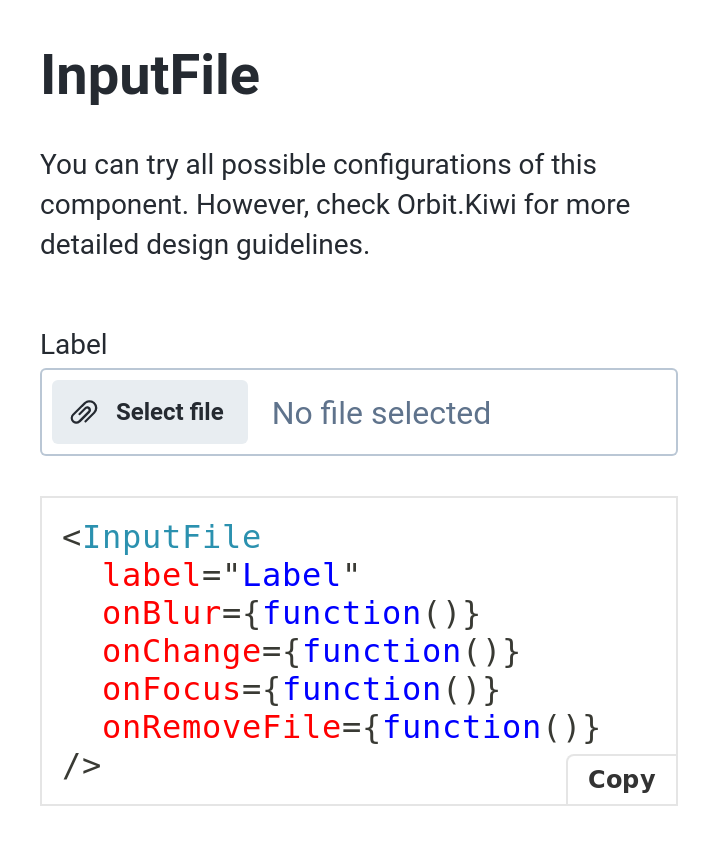 InputFile
You can try all possible configurations of this
component. However, check Orbit.Kiwi for more
detailed design guidelines.
Label
Select file No file selected
<InputFile
  label="Label"
  onBlur={function()}
  onChange={function()}
  onFocus={function()}
  onRemoveFile={function()}
/>
Copy